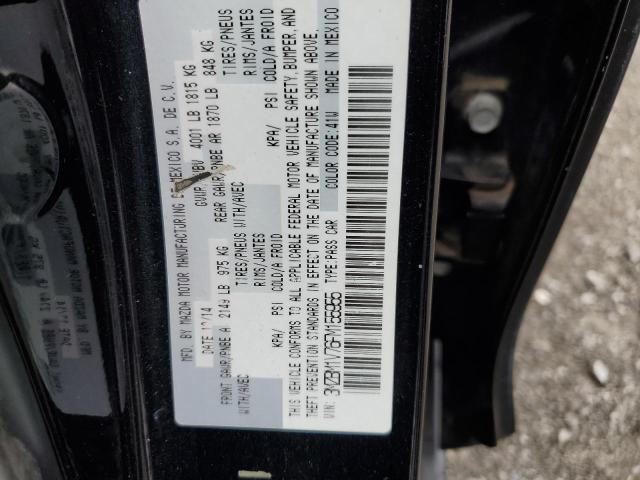 MFD. BY MAZDA MOTOR MANUFACTURING DE MEXICO S.A. DE C.V.
DATE 12/14 GVWR/PNBV 4001 LB 1815 KG
FRONT GAWR/PNBE A 2149 LB 975 KG REAR GAWR/PNBE AR 1870 LB 848 KG
WITH/AVEC TIRES/PNEUS WITH/AVEC TIRES/PNEUS
RIMS/JANTES RIMS/JANTES
KPA/ PSI COLD/A FROID KPA/ PSI COLD/A FROID
THIS VEHICLE CONFORMS TO ALL APPLICABLE FEDERAL MOTOR VEHICLE SAFETY, BUMPER, AND
THEFT PREVENTION STANDARDS IN EFFECT ON THE DATE OF MANUFACTURE SHOWN ABOVE.
VIN: 3MZBM1V76FM155955 TYPE:PASS CAR COLOR CODE:41W MADE IN MEXICO